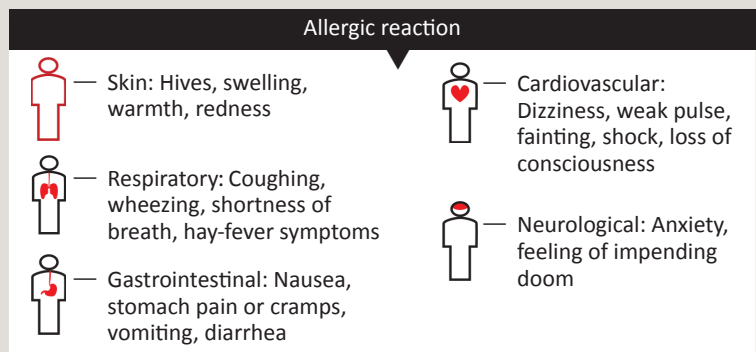 Allergic reaction
Skin: Hives, swelling,
warmth, redness
Respiratory: Coughing,
wheezing, shortness of
breath, hay-fever symptoms
Gastrointestinal: Nausea,
stomach pain or cramps,
vomiting, diarrhea
Cardiovascular:
Dizziness, weak pulse,
fainting, shock, loss of
consciousness
Neurological: Anxiety,
feeling of impending
doom